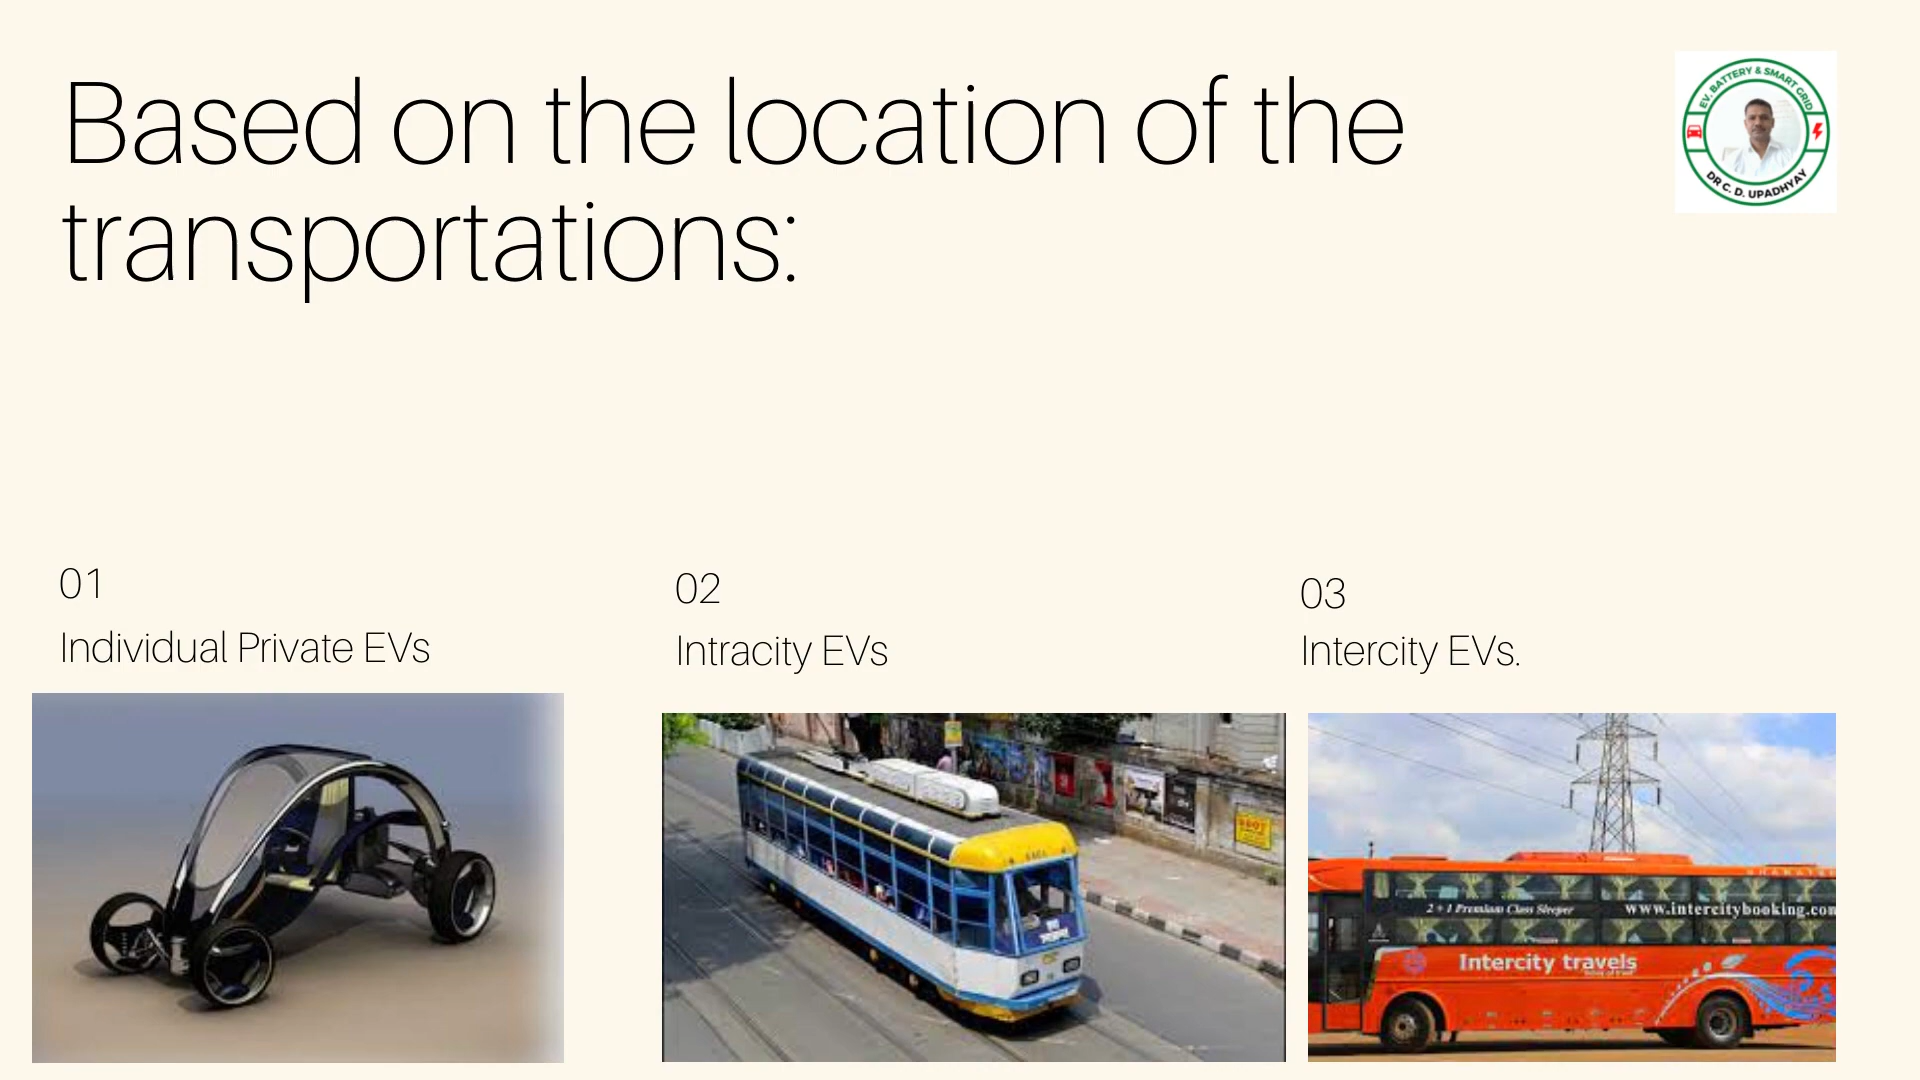 Based on the location of the
transportations:
EV. BATTERY & SMART GRID
DR C. D. UPADHYAY
01
Individual Private EVs
02
Intracity EVs
03
Intercity EVs.
2+1 Premium Class Sleeper
www.intercitybooking.com
Intercity travels